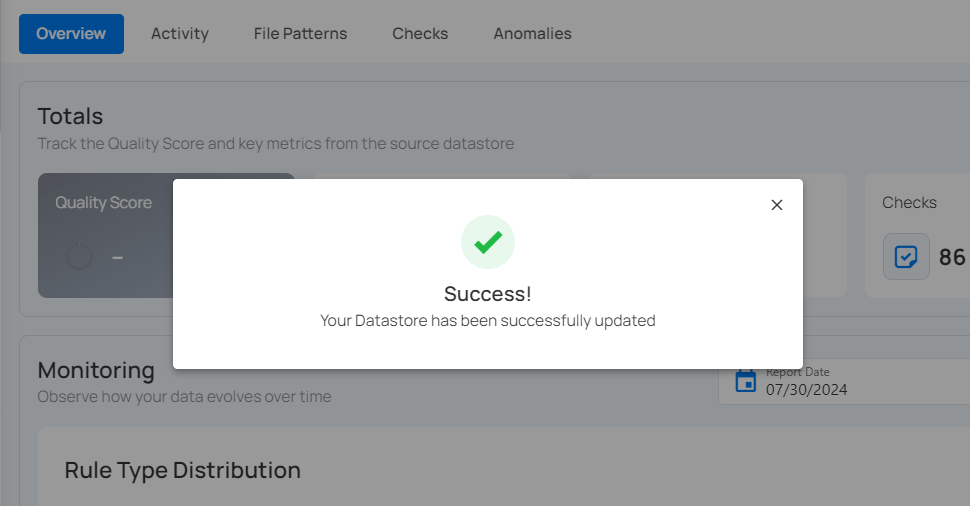 Overview
Activity
File Patterns
Checks
Anomalies
Totals
Track the Quality Score and key metrics from the source datastore
Quality Score
–
Checks
86
Success!
Your Datastore has been successfully updated
Monitoring
Observe how your data evolves over time
Report Date
07/30/2024
Rule Type Distribution